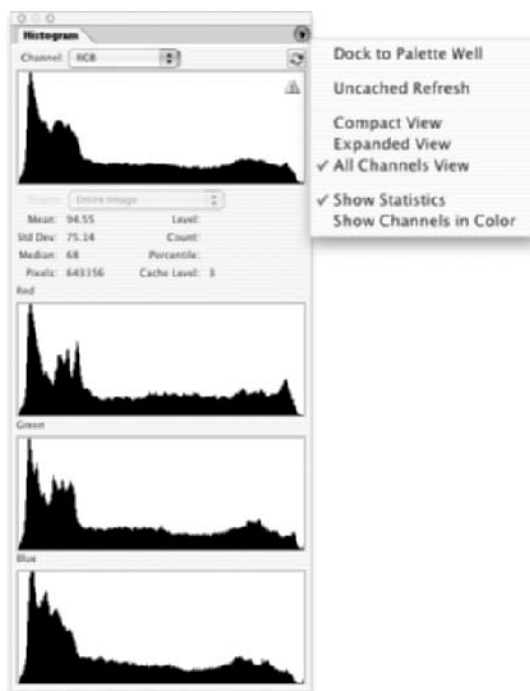 Histogram
Channel: RGB
Source: Entire Image
Mean: 94.55 Level:
Std Dev: 75.14 Count:
Median: 68 Percentile:
Pixels: 643356 Cache Level: 3
Red
Green
Blue
Dock to Palette Well
Uncached Refresh
Compact View
Expanded View
✓ All Channels View
✓ Show Statistics
Show Channels in Color